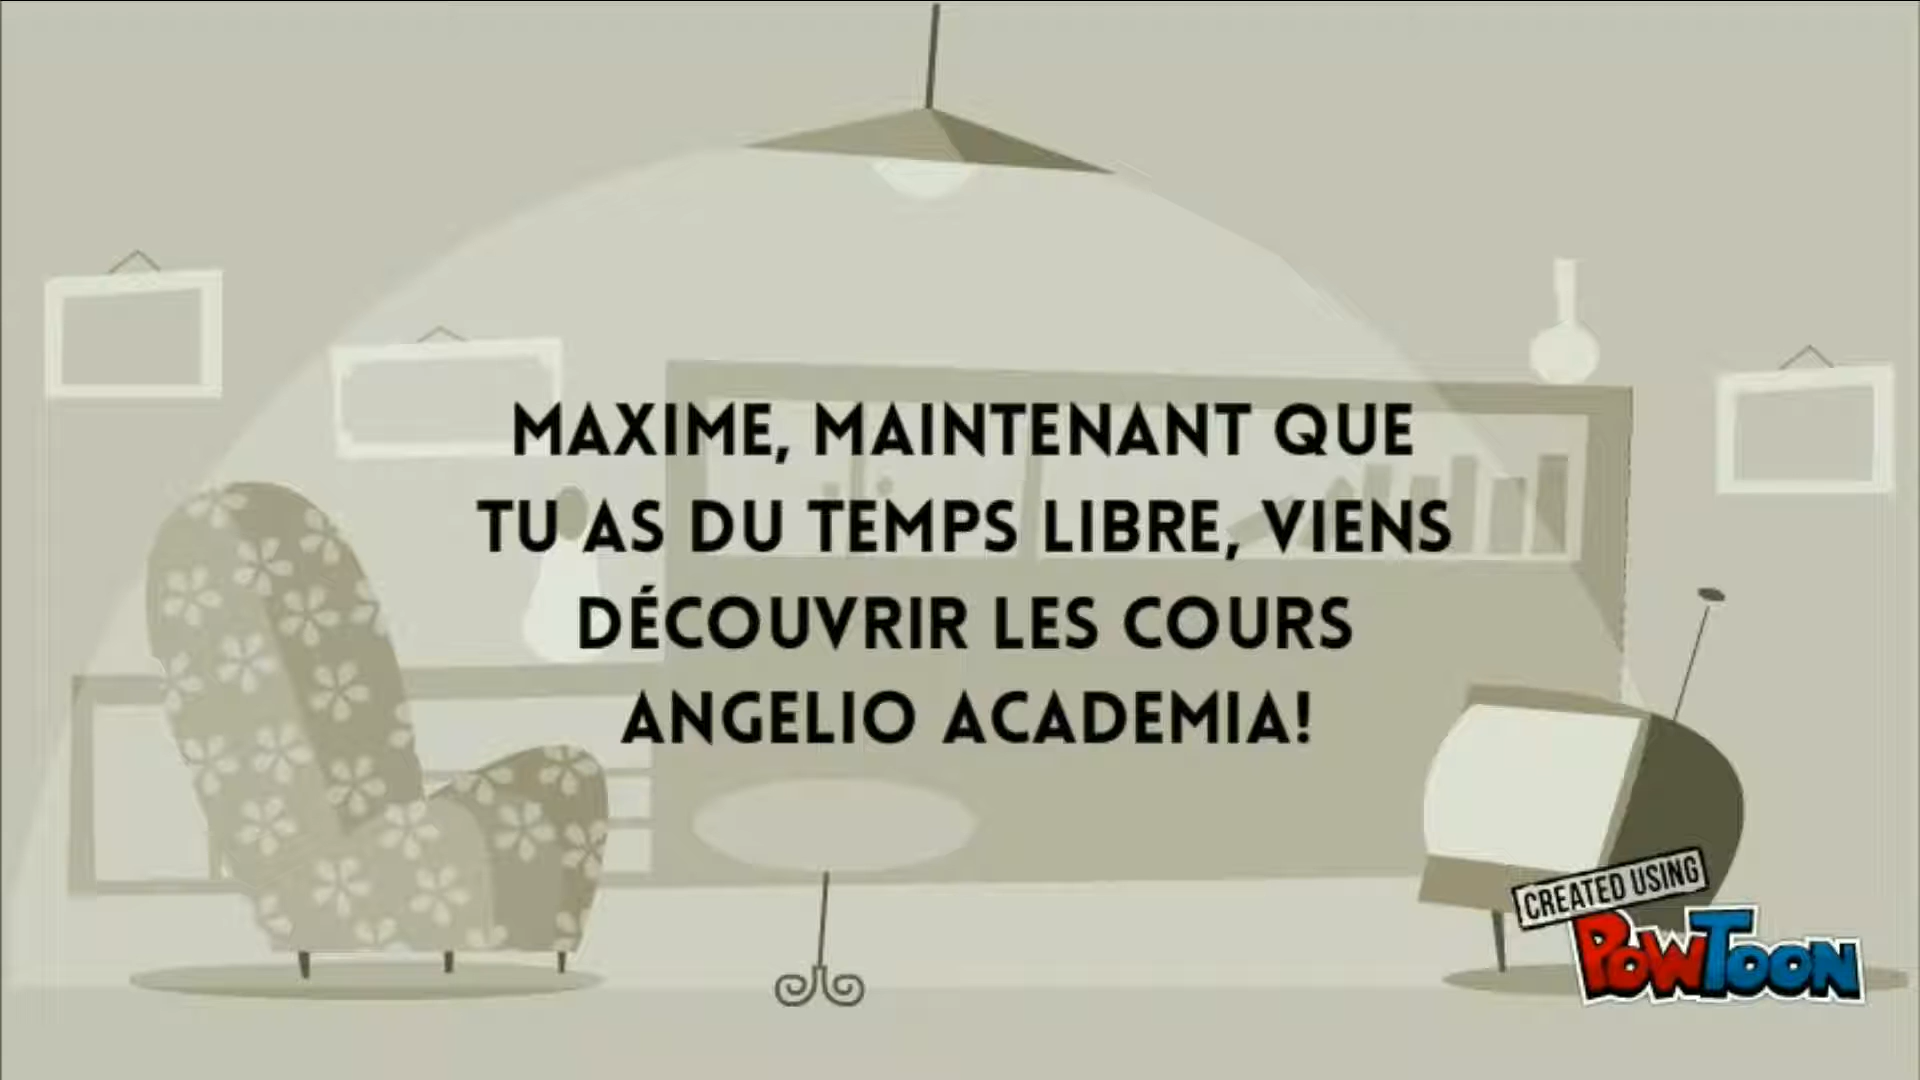 MAXIME, MAINTENANT QUE
TU AS DU TEMPS LIBRE, VIENS
DÉCOUVRIR LES COURS
ANGELIO ACADEMIA!
CREATED USING
POWTOON